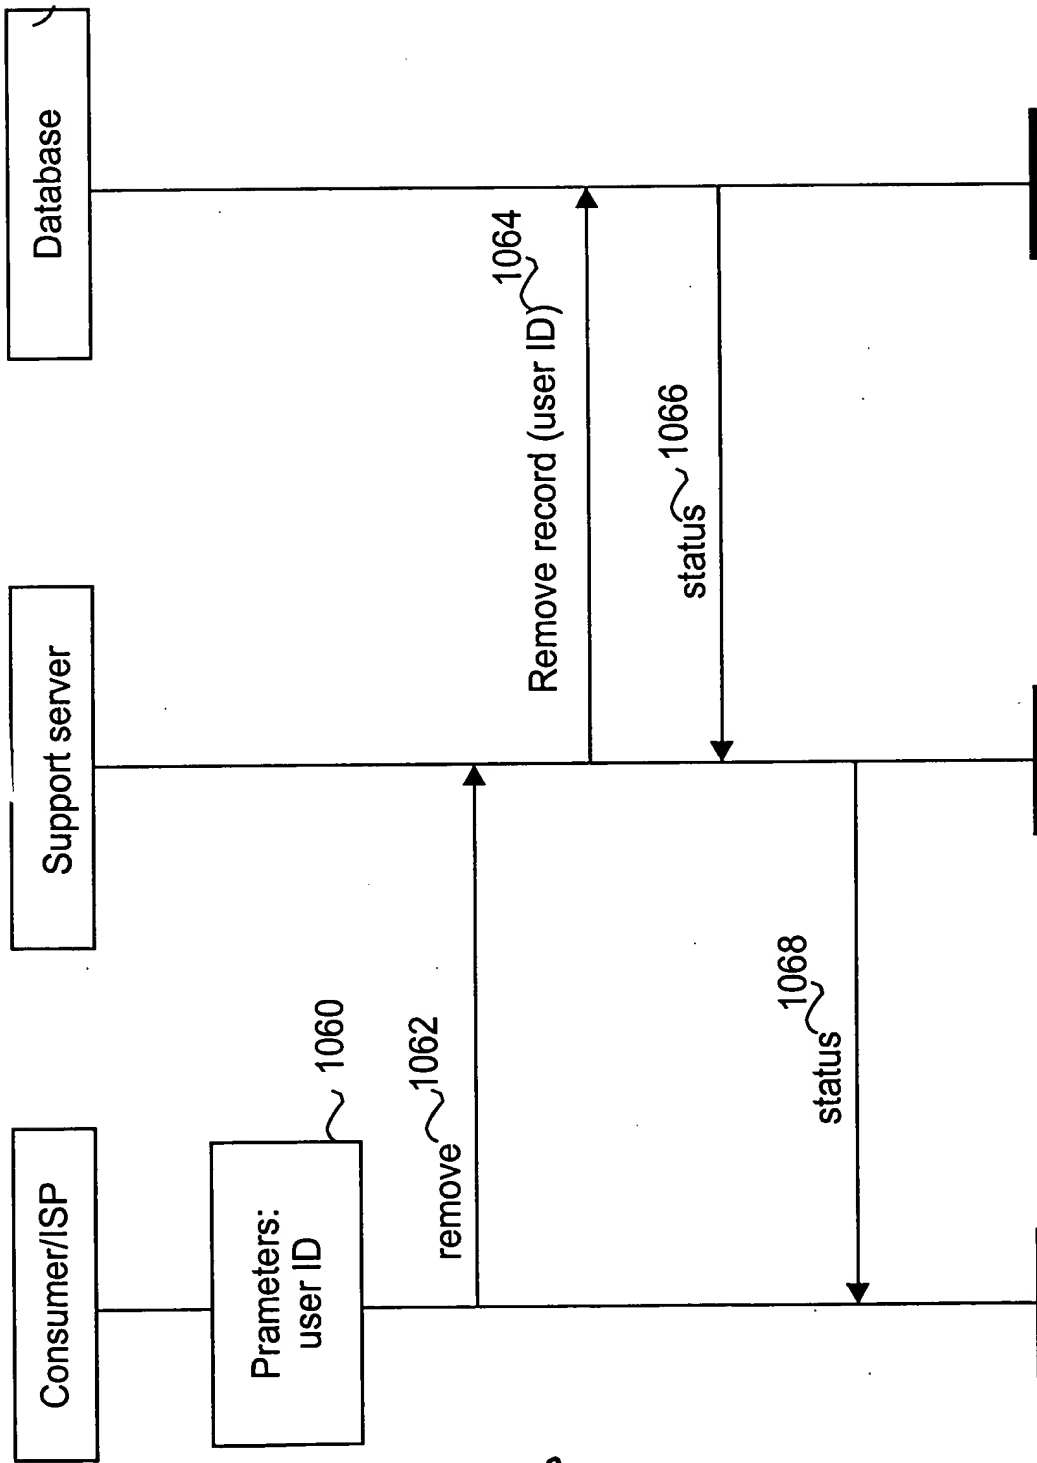 Consumer/ISP
Support server
Database
Prameters:
user ID
1060
remove 1062
Remove record (user ID) 1064
status 1066
status 1068